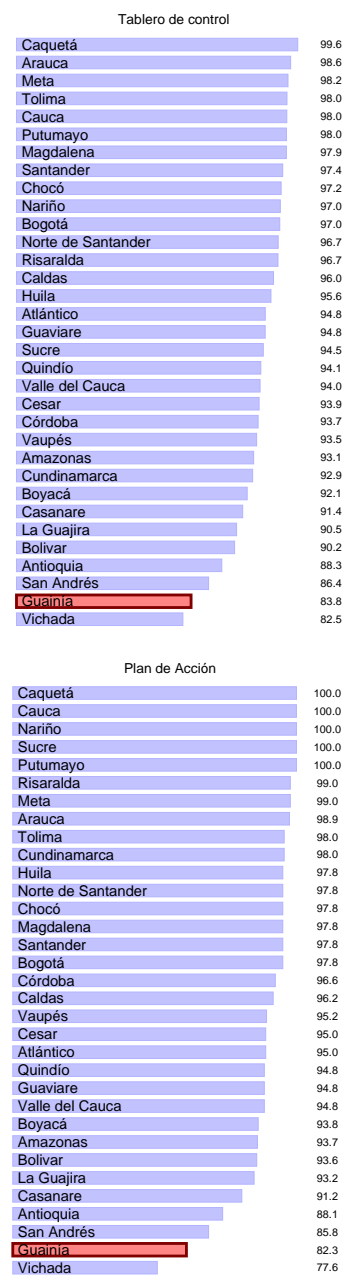 Tablero de control
Caquetá 99.6
Arauca 98.6
Meta 98.2
Tolima 98.0
Cauca 98.0
Putumayo 98.0
Magdalena 97.9
Santander 97.4
Chocó 97.2
Nariño 97.0
Bogotá 97.0
Norte de Santander 96.7
Risaralda 96.7
Caldas 96.0
Huila 95.6
Atlántico 94.8
Guaviare 94.8
Sucre 94.5
Quindío 94.1
Valle del Cauca 94.0
Cesar 93.9
Córdoba 93.7
Vaupés 93.5
Amazonas 93.1
Cundinamarca 92.9
Boyacá 92.1
Casanare 91.4
La Guajira 90.5
Bolivar 90.2
Antioquia 88.3
San Andrés 86.4
Guainía 83.8
Vichada 82.5
Plan de Acción
Caquetá 100.0
Cauca 100.0
Nariño 100.0
Sucre 100.0
Putumayo 100.0
Risaralda 99.0
Meta 99.0
Arauca 98.9
Tolima 98.0
Cundinamarca 98.0
Huila 97.8
Norte de Santander 97.8
Chocó 97.8
Magdalena 97.8
Santander 97.8
Bogotá 97.8
Córdoba 96.6
Caldas 96.2
Vaupés 95.2
Cesar 95.0
Atlántico 95.0
Quindío 94.8
Guaviare 94.8
Valle del Cauca 94.8
Boyacá 93.8
Amazonas 93.7
Bolivar 93.6
La Guajira 93.2
Casanare 91.2
Antioquia 88.1
San Andrés 85.8
Guainía 82.3
Vichada 77.6